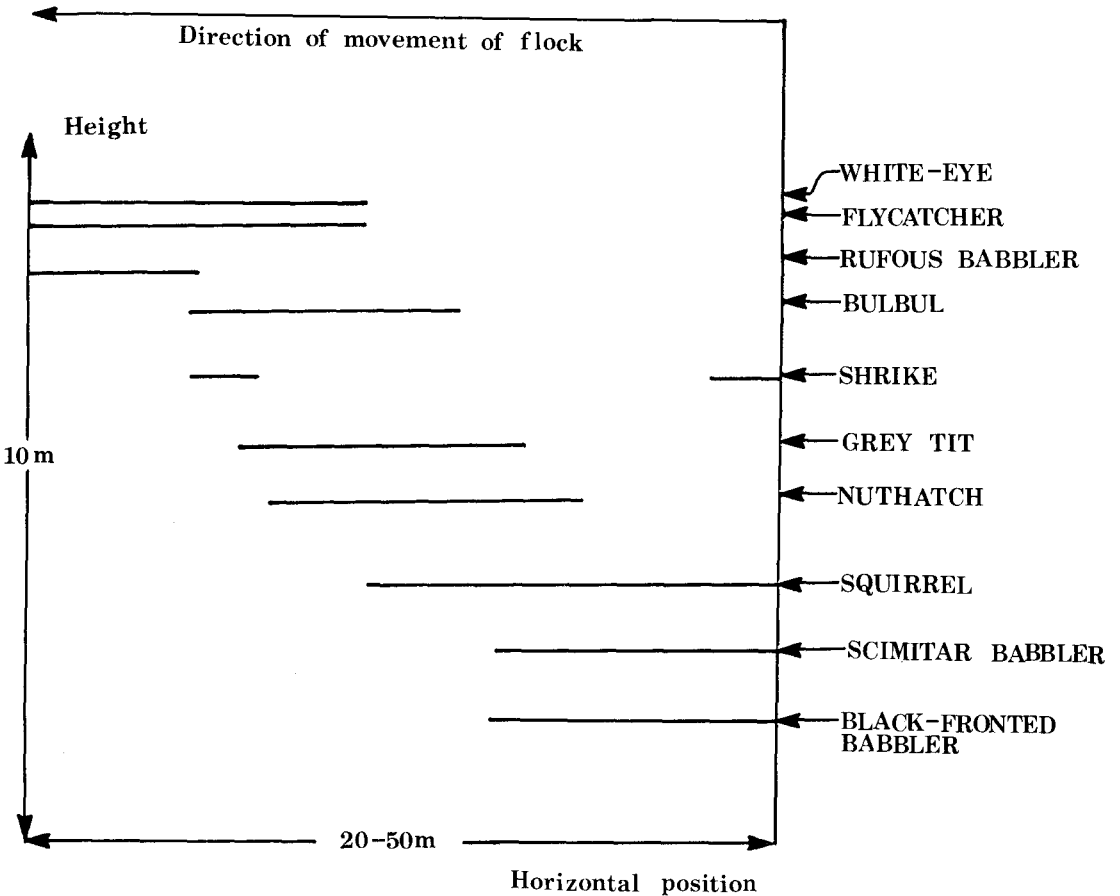 Direction of movement of flock
Height
WHITE-EYE
FLYCATCHER
RUFOUS BABBLER
BULBUL
SHRIKE
10m
GREY TIT
NUTHATCH
SQUIRREL
SCIMITAR BABBLER
BLACK-FRONTED
BABBLER
20-50m
Horizontal position